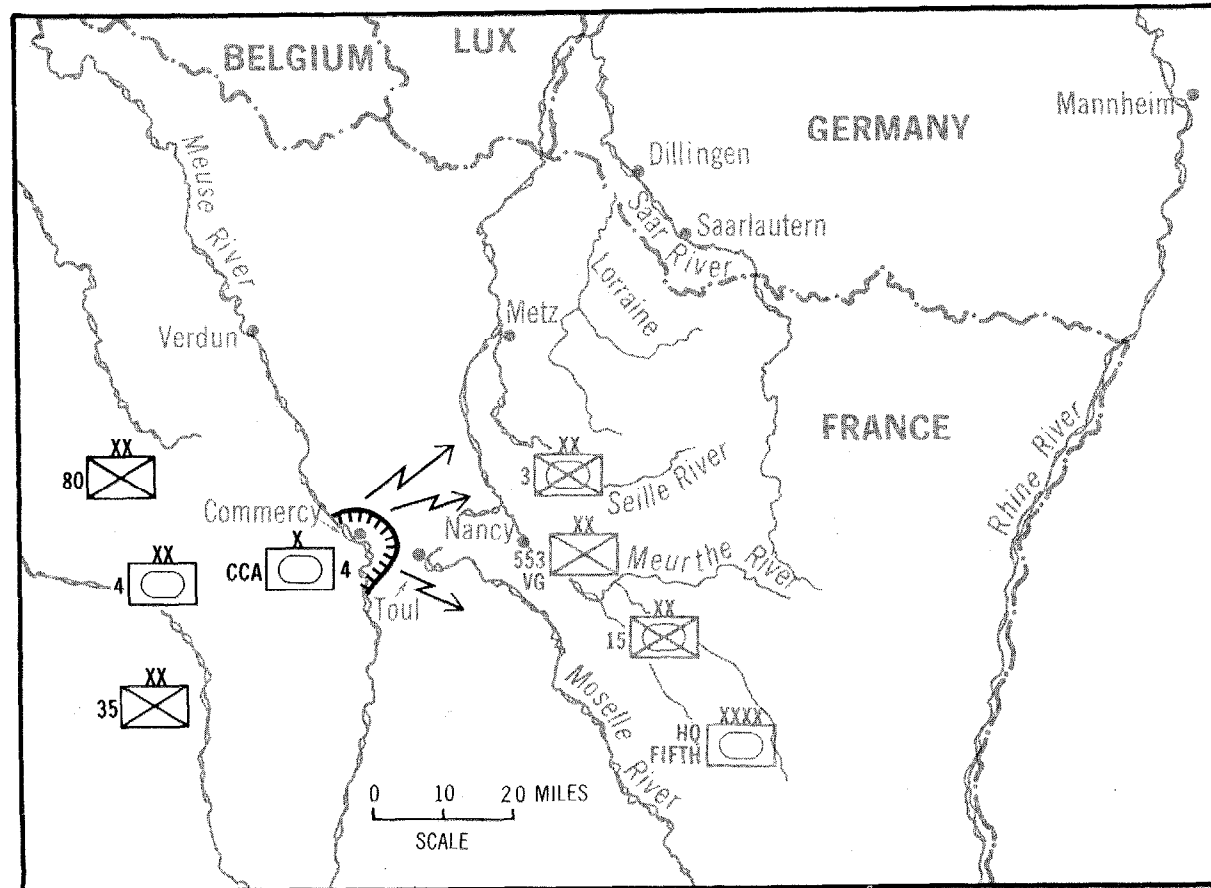 BELGIUM
LUX
GERMANY
Mannheim
Meuse River
Dillingen
Saar River
Saarlautern
Lorraine
Verdun
Metz
FRANCE
Rhine River
XX
80
XX
3
Seille River
Commercy
Nancy
XX
553
VG
Meurthe River
X
CCA
4
XX
4
Toul
XX
15
XX
35
Moselle River
XXXX
HQ
FIFTH
0 10 20 MILES
SCALE